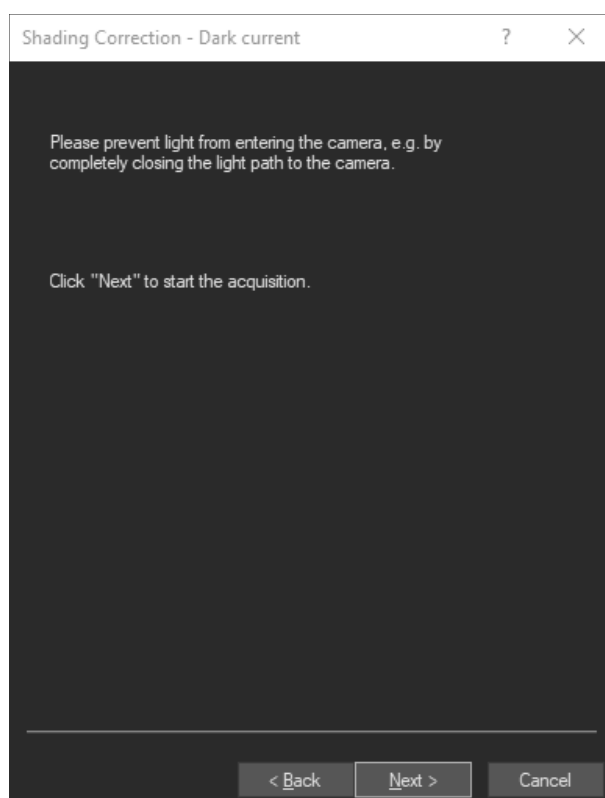 Shading Correction - Dark current ?
Please prevent light from entering the camera, e.g. by
completely closing the light path to the camera.
Click "Next" to start the acquisition.
< Back Next > Cancel